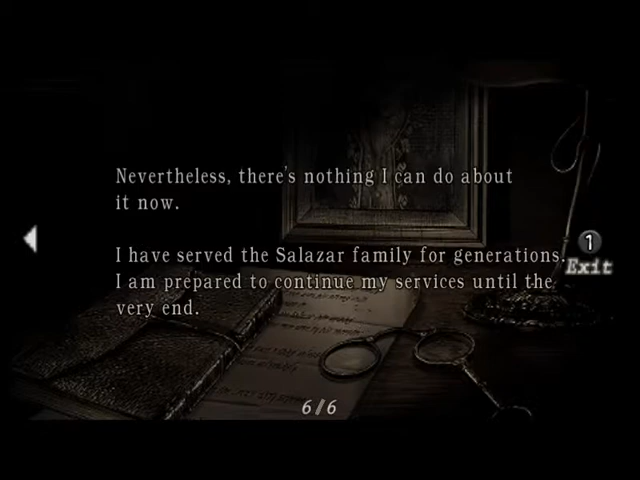 Nevertheless, there's nothing I can do about
it now.
I have served the Salazar family for generations.
1
Exit
I am prepared to continue my services until the
very end.
6/6